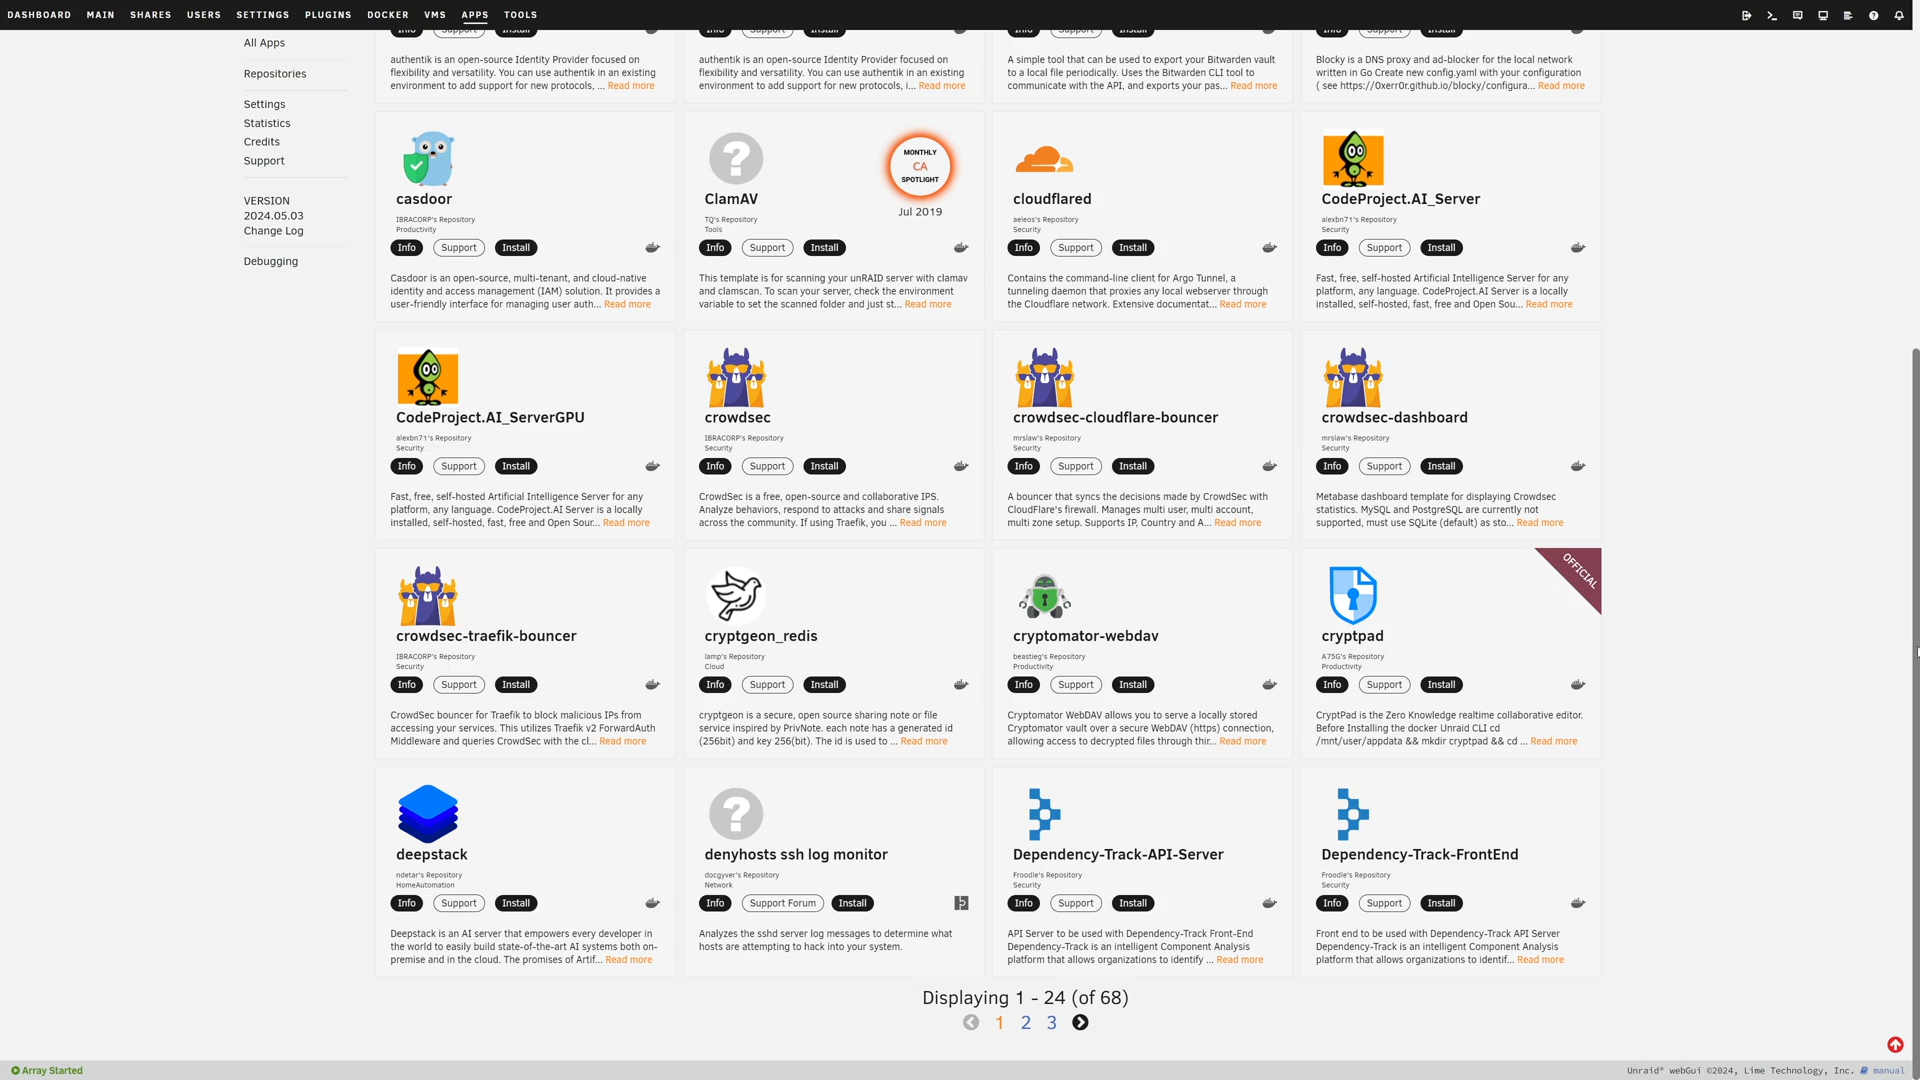 DASHBOARD MAIN SHARES USERS SETTINGS PLUGINS DOCKER VMS APPS TOOLS
All Apps
Repositories
Settings
Statistics
Credits
Support
VERSION
2024.05.03
Change Log
Debugging
Info Support Install
authentik is an open-source Identity Provider focused on
flexibility and versatility. You can use authentik in an existing
environment to add support for new protocols, ... Read more
Info Support Install
authentik is an open-source Identity Provider focused on
flexibility and versatility. You can use authentik in an existing
environment to add support for new protocols, i... Read more
Info Support Install
A simple tool that can be used to export your Bitwarden vault
to a local file periodically. Uses the Bitwarden CLI tool to
communicate with the API, and exports your pas... Read more
Info Support Install
Blocky is a DNS proxy and ad-blocker for the local network
written in Go Create new config.yaml with your configuration
( see https://0xerr0r.github.io/blocky/configura... Read more
casdoor
IBRACORP's Repository
Productivity
Info Support Install
Casdoor is an open-source, multi-tenant, and cloud-native
identity and access management (IAM) solution. It provides a
user-friendly interface for managing user auth... Read more
MONTHLY
CA
SPOTLIGHT
Jul 2019
ClamAV
TQ's Repository
Tools
Info Support Install
This template is for scanning your unRAID server with clamav
and clamscan. To scan your server, check the environment
variable to set the scanned folder and just st... Read more
cloudflared
aeleos's Repository
Security
Info Support Install
Contains the command-line client for Argo Tunnel, a
tunneling daemon that proxies any local webserver through
the Cloudflare network. Extensive documentat... Read more
CodeProject.AI_Server
alexbn71's Repository
Security
Info Support Install
Fast, free, self-hosted Artificial Intelligence Server for any
platform, any language. CodeProject.AI Server is a locally
installed, self-hosted, fast, free and Open Sou... Read more
CodeProject.AI_ServerGPU
alexbn71's Repository
Security
Info Support Install
Fast, free, self-hosted Artificial Intelligence Server for any
platform, any language. CodeProject.AI Server is a locally
installed, self-hosted, fast, free and Open Sour... Read more
crowdsec
IBRACORP's Repository
Security
Info Support Install
CrowdSec is a free, open-source and collaborative IPS.
Analyze behaviors, respond to attacks and share signals
across the community. If using Traefik, you ... Read more
crowdsec-cloudflare-bouncer
mrslaw's Repository
Security
Info Support Install
A bouncer that syncs the decisions made by CrowdSec with
CloudFlare's firewall. Manages multi user, multi account,
multi zone setup. Supports IP, Country and A... Read more
crowdsec-dashboard
mrslaw's Repository
Security
Info Support Install
Metabase dashboard template for displaying Crowdsec
statistics. MySQL and PostgreSQL are currently not
supported, must use SQLite (default) as sto... Read more
crowdsec-traefik-bouncer
IBRACORP's Repository
Security
Info Support Install
CrowdSec bouncer for Traefik to block malicious IPs from
accessing your services. This utilizes Traefik v2 ForwardAuth
Middleware and queries CrowdSec with the cl... Read more
cryptgeon_redis
lamp's Repository
Cloud
Info Support Install
cryptgeon is a secure, open source sharing note or file
service inspired by PrivNote. each note has a generated id
(256bit) and key 256(bit). The id is used to ... Read more
cryptomator-webdav
beastieg's Repository
Productivity
Info Support Install
Cryptomator WebDAV allows you to serve a locally stored
Cryptomator vault over a secure WebDAV (https) connection,
allowing access to decrypted files through thir... Read more
OFFICIAL
cryptpad
A75G's Repository
Productivity
Info Support Install
CryptPad is the Zero Knowledge realtime collaborative editor.
Before Installing the docker Unraid CLI cd
/mnt/user/appdata && mkdir cryptpad && cd ... Read more
deepstack
ndetar's Repository
HomeAutomation
Info Support Install
Deepstack is an AI server that empowers every developer in
the world to easily build state-of-the-art AI systems both on-
premise and in the cloud. The promises of Artif... Read more
denyhosts ssh log monitor
docgyver's Repository
Network
Info Support Forum Install
Analyzes the sshd server log messages to determine what
hosts are attempting to hack into your system.
Dependency-Track-API-Server
Froodle's Repository
Security
Info Support Install
API Server to be used with Dependency-Track Front-End
Dependency-Track is an intelligent Component Analysis
platform that allows organizations to identify ... Read more
Dependency-Track-FrontEnd
Froodle's Repository
Security
Info Support Install
Front end to be used with Dependency-Track API Server
Dependency-Track is an intelligent Component Analysis
platform that allows organizations to identif... Read more
Displaying 1 - 24 (of 68)
1 2 3
Array Started
Unraid® webGui ©2024, Lime Technology, Inc. manual